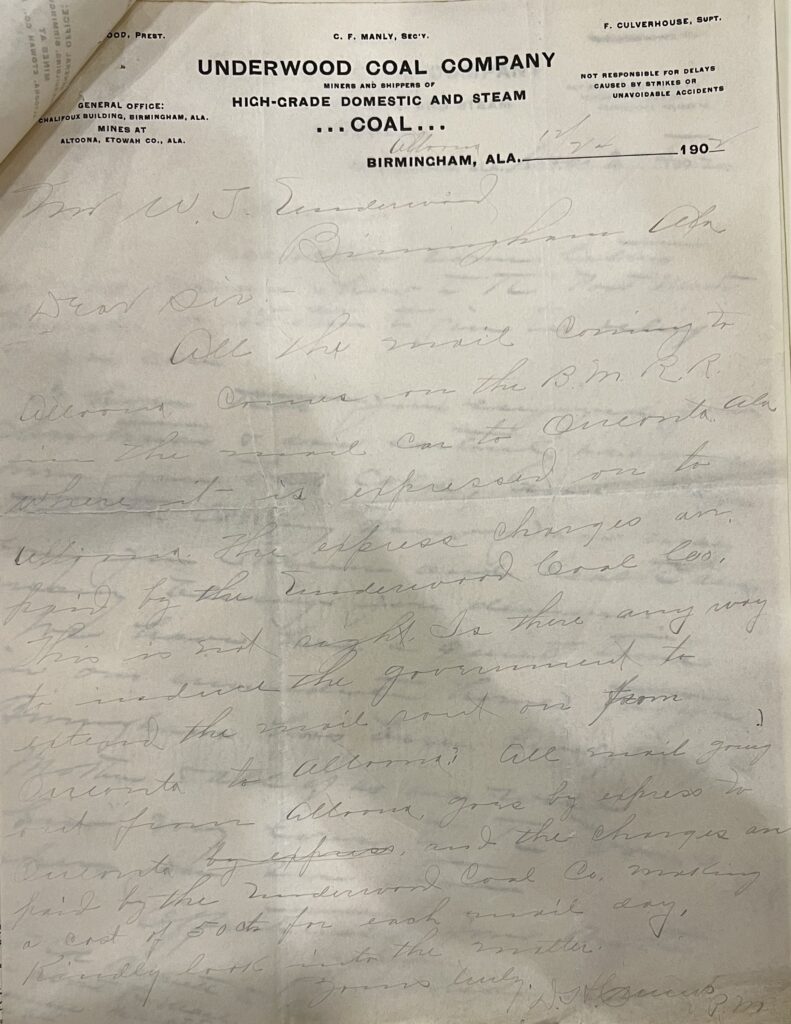 OOD, PREST.
C. F. MANLY, SEC'Y.
F. CULVERHOUSE, SUPT.
UNDERWOOD COAL COMPANY
MINERS AND SHIPPERS OF
HIGH-GRADE DOMESTIC AND STEAM
...COAL...
GENERAL OFFICE:
CHALIFOUX BUILDING, BIRMINGHAM, ALA.
MINES AT
ALTOONA, ETOWAH CO., ALA.
NOT RESPONSIBLE FOR DELAYS
CAUSED BY STRIKES OR
UNAVOIDABLE ACCIDENTS
Altoona 12/2
BIRMINGHAM, ALA. 1902
W. J. Underwood
Birmingham Ala
Dear Sir:
All the mail coming to
Altoona comes on the B. M. R. R.
in the mail car to Oneonta Ala
where it is expressed on to
Altoona. The express charges are
paid by the Underwood Coal Co.
This is not right. Is there any way
to induce the government to
extend the mail rout on from
Oneonta to Altoona? All mail going
out from Altoona, goes by express to
Oneonta by express, and the charges are
paid by the Underwood Coal Co, making
a cost of 50cts for each mail day.
Kindly look into the matter.
Yours truly,
P.M.